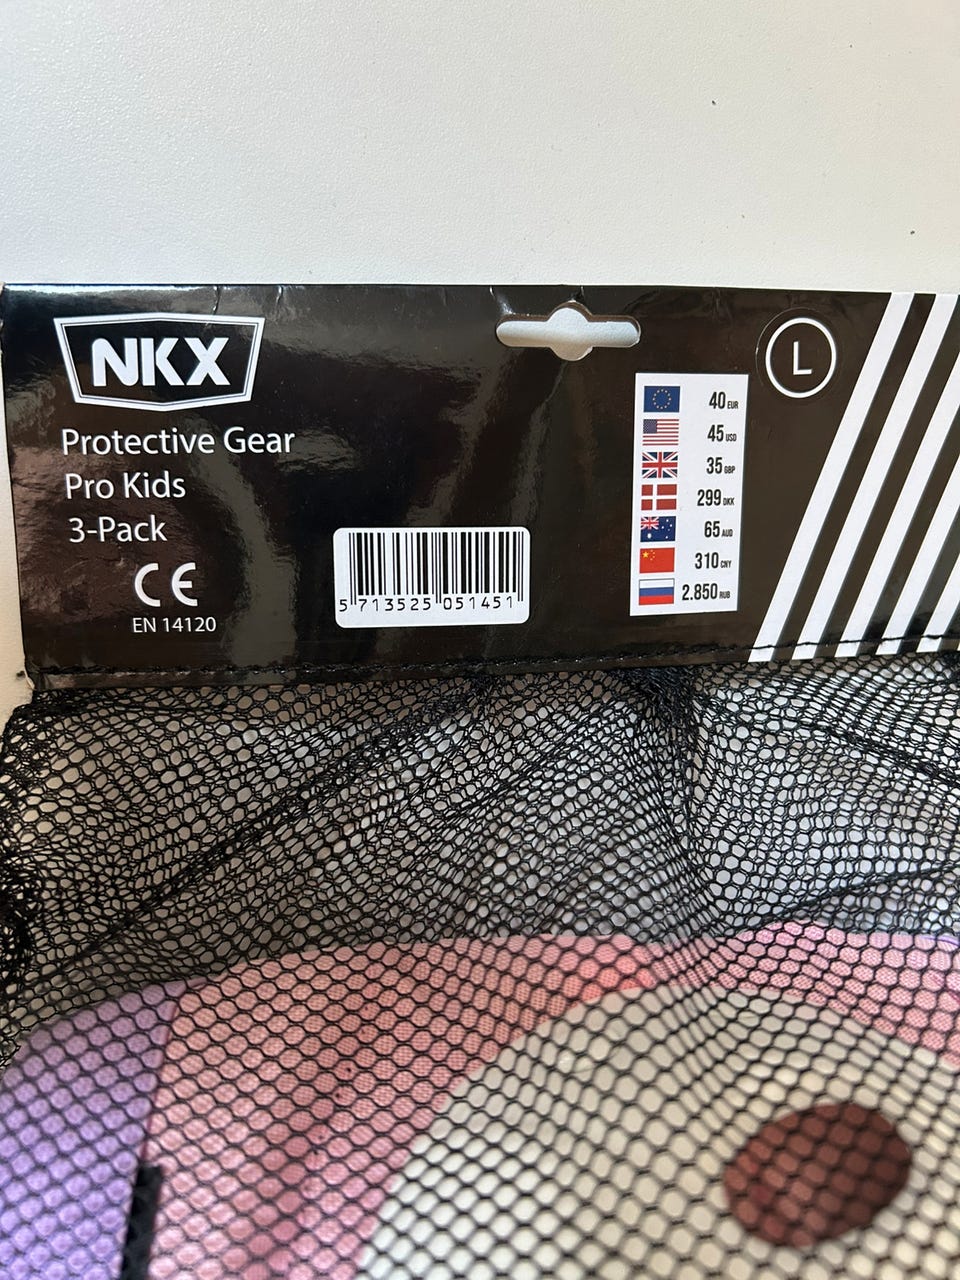 NKX
Protective Gear
Pro Kids
3-Pack
CE
EN 14120
5 713525 051451
L
40 EUR
45 USD
35 GBP
299 DKK
65 AUD
310 CNY
2.850 RUB